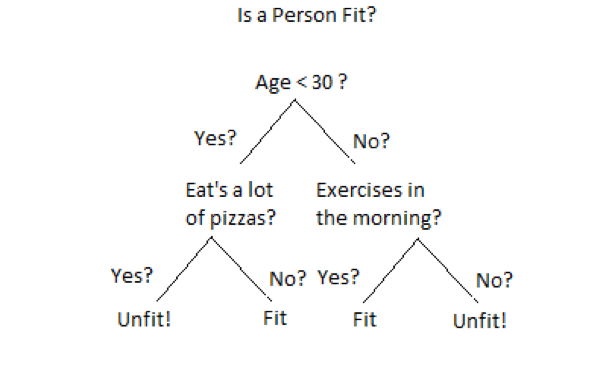 Is a Person Fit?
Age < 30 ?
Yes?
No?
Eat's a lot
of pizzas?
Exercises in
the morning?
Yes?
No?
Yes?
No?
Unfit!
Fit
Fit
Unfit!